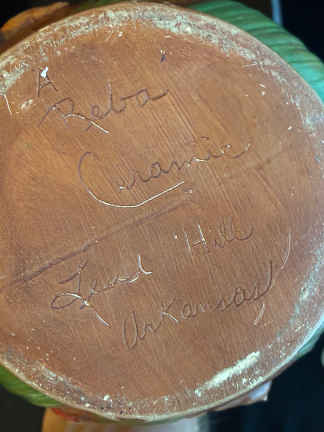 A
Reba
Ceramic
Lead Hill
Arkansas